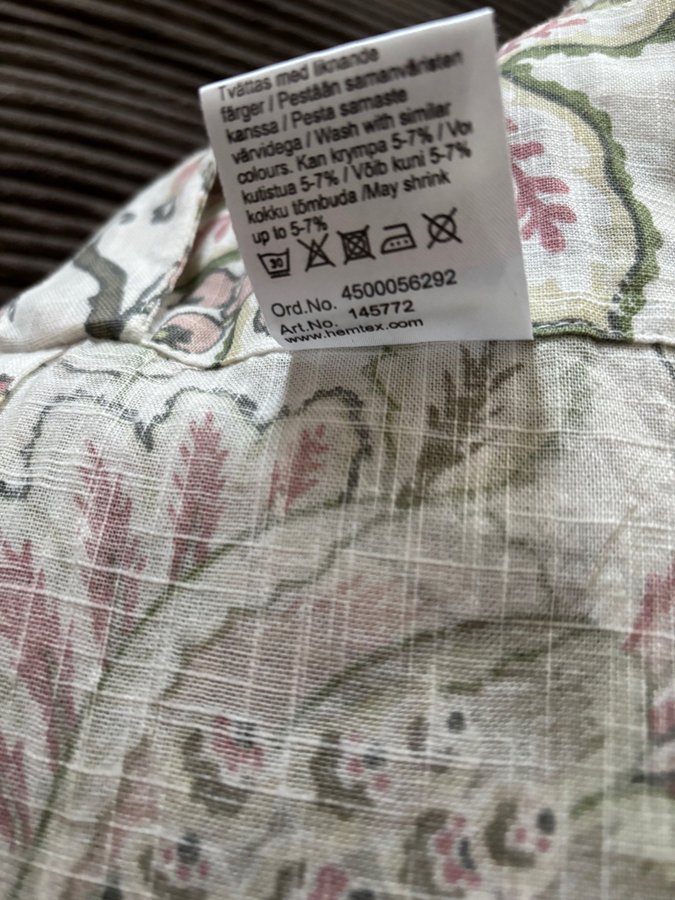 Tvättas med liknande
färger / Pestään samanväristen
kanssa / Pesta samaste
värvidega / Wash with similar
colours. Kan krympa 5-7% / Voi
kutistua 5-7% / Võib kuni 5-7%
kokku tõmbuda /May shrink
up to 5-7%
30
Ord.No. 4500056292
Art.No. 145772
www.hemtex.com